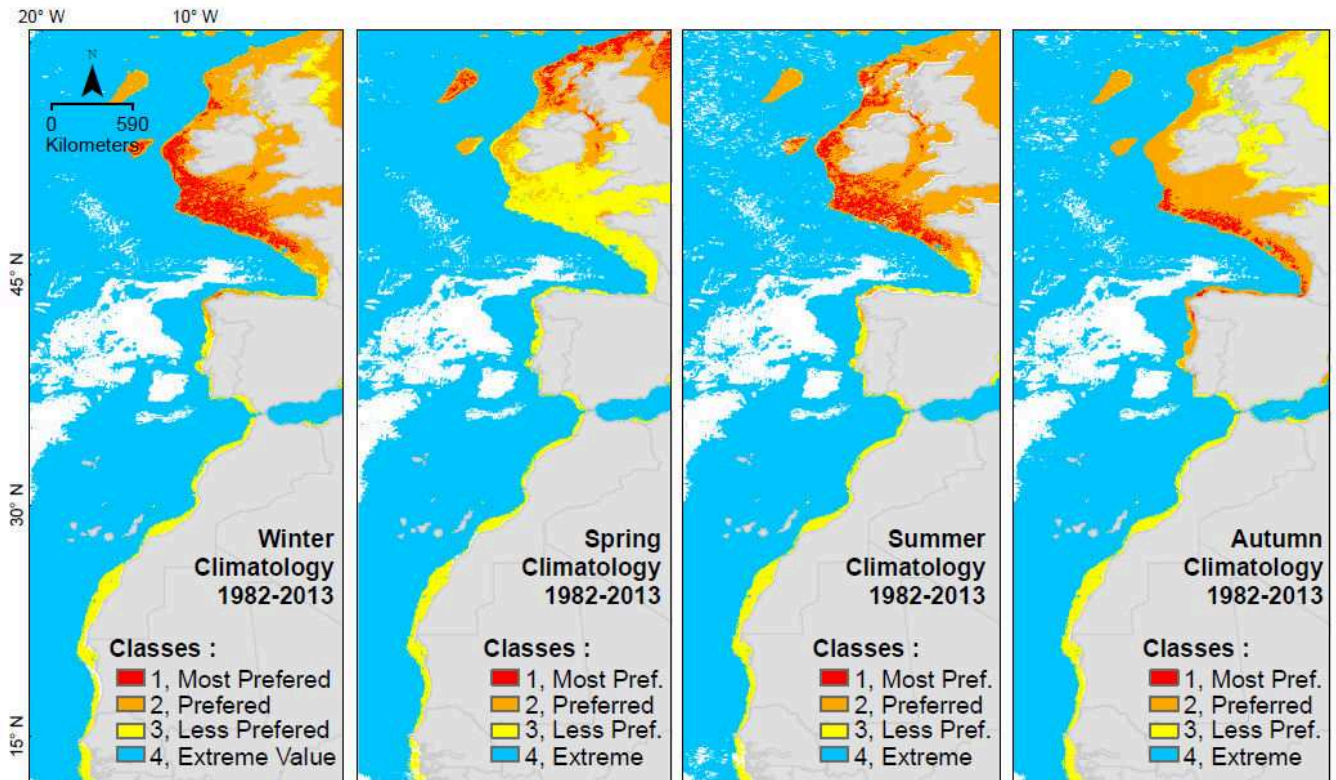 20° W
10° W
N
0 590
Kilometers
45° N
30° N
15° N
Winter
Climatology
1982-2013
Classes :
1, Most Prefered
2, Prefered
3, Less Prefered
4, Extreme Value
Spring
Climatology
1982-2013
Classes :
1, Most Pref.
2, Preferred
3, Less Pref.
4, Extreme
Summer
Climatology
1982-2013
Classes :
1, Most Pref.
2, Preferred
3, Less Pref.
4, Extreme
Autumn
Climatology
1982-2013
Classes :
1, Most Pref.
2, Preferred
3, Less Pref.
4, Extreme